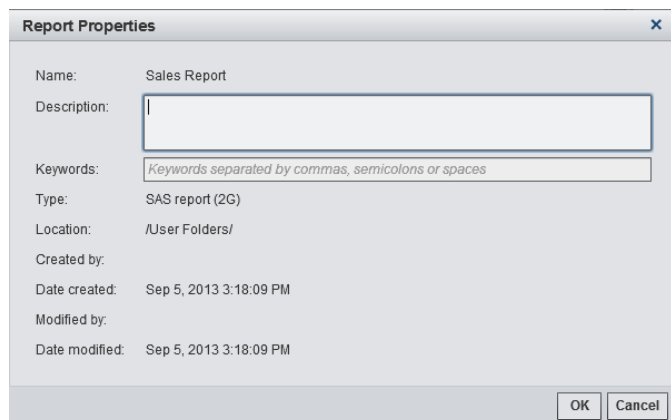 Report Properties
Name: Sales Report
Description:
Keywords: Keywords separated by commas, semicolons or spaces
Type: SAS report (2G)
Location: /User Folders/
Created by:
Date created: Sep 5, 2013 3:18:09 PM
Modified by:
Date modified: Sep 5, 2013 3:18:09 PM
OK Cancel